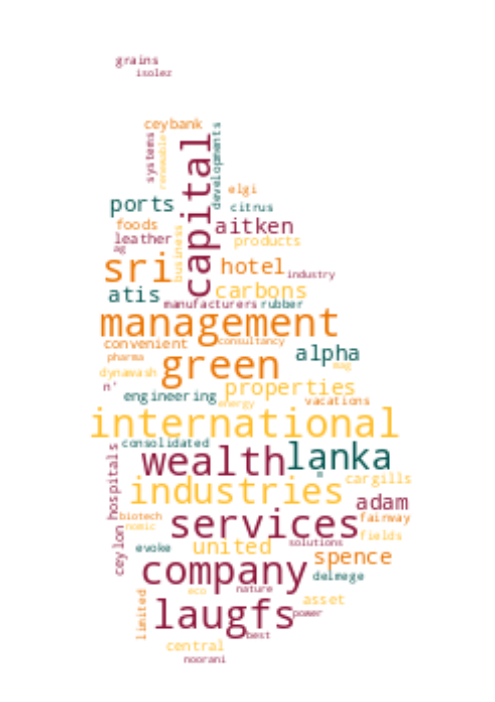 grains
isolez
ceybank
systems
renewable
capital
developments
elgi
ports
citrus
foods
aitken
leather
products
ag
business
sri
hotel
industry
carbons
atis
manufacturers
rubber
management
convenient
consultancy
alpha
pharma
green
mag
dynawash
n'
properties
engineering
energy
vacations
international
consolidated
wealth
lanka
hospitals
industries
cargills
adam
biotech
services
fairway
nomic
fields
ceylon
evoke
united
solutions
spence
company
delmege
eco
nature
asset
limited
laugfs
power
best
central
noorani